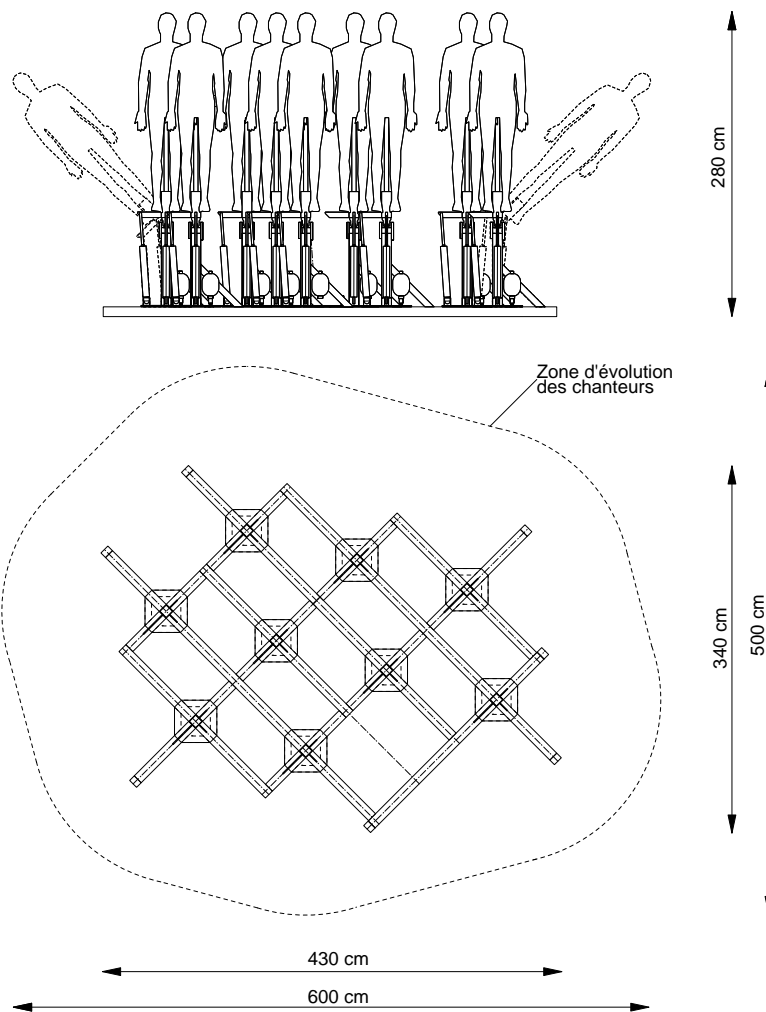 280 cm
Zone d'évolution
des chanteurs
340 cm
500 cm
430 cm
600 cm